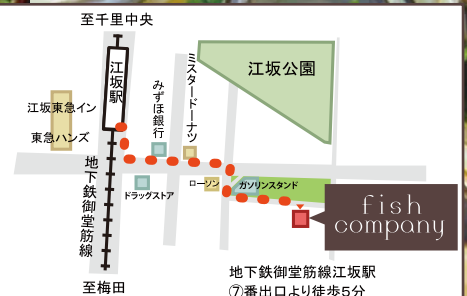 至千里中央
江坂駅
江坂公園
ミスタードーナツ
みずほ銀行
江坂東急イン
東急ハンズ
地下鉄御堂筋線
ドラッグストア
ローソン
ガソリンスタンド
fish
company
至梅田
地下鉄御堂筋線江坂駅
⑦番出口より徒歩5分